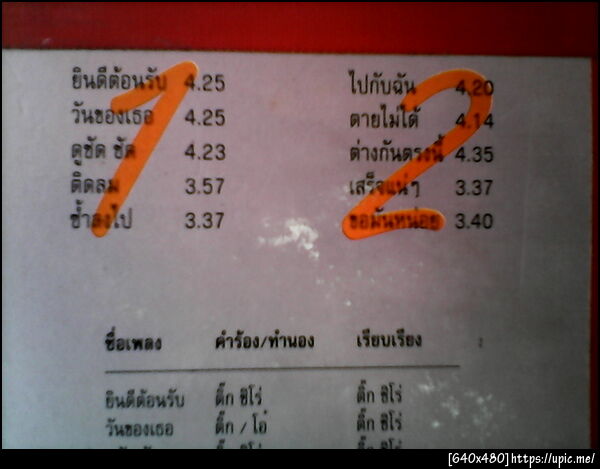 1
ยินดีต้อนรับ 4.25
วันของเธอ 4.25
ดูชัด ชัด 4.23
ติดลม 3.57
ช้ำลงไป 3.37
2
ไปกับฉัน 4.20
ตายไม่ได้ 4.14
ต่างกันตรงนี้ 4.35
เสร็จแน่ๆ 3.37
ขอมันหน่อย 3.40
ชื่อเพลง คำร้อง/ทำนอง เรียบเรียง
ยินดีต้อนรับ ติ๊ก ชิโร่ ติ๊ก ชิโร่
วันของเธอ ติ๊ก / โอ๋ ติ๊ก ชิโร่
[640x480]https://upic.me/